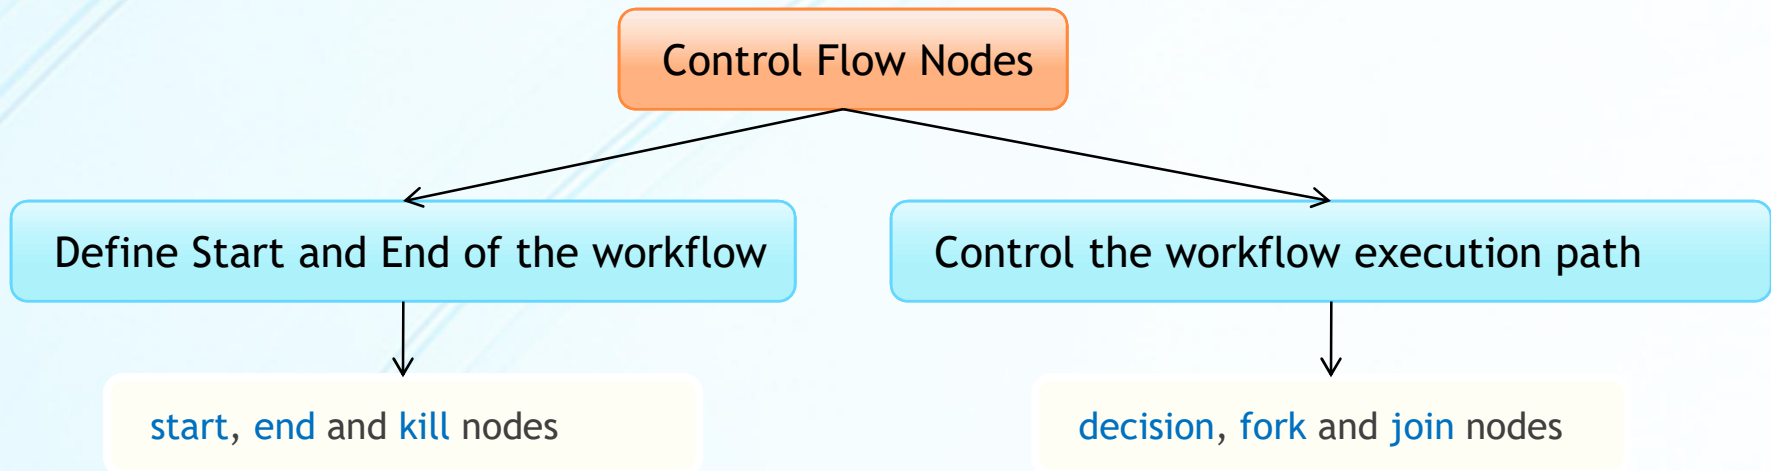 Control Flow Nodes
Define Start and End of the workflow
Control the workflow execution path
start, end and kill nodes
decision, fork and join nodes